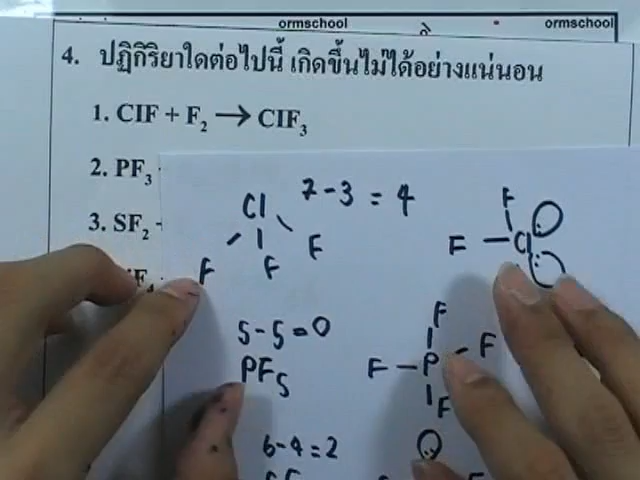 ormschool ormschool
4. ปฏิกิริยาใดต่อไปนี้ เกิดขึ้นไม่ได้อย่างแน่นอน
1. ClF + F₂ → ClF₃
2. PF₃
3. SF₂
Cl 7-3 = 4
F F F
F
F Cl
5-5=0
PF₅
F
F P F
F
6-4=2